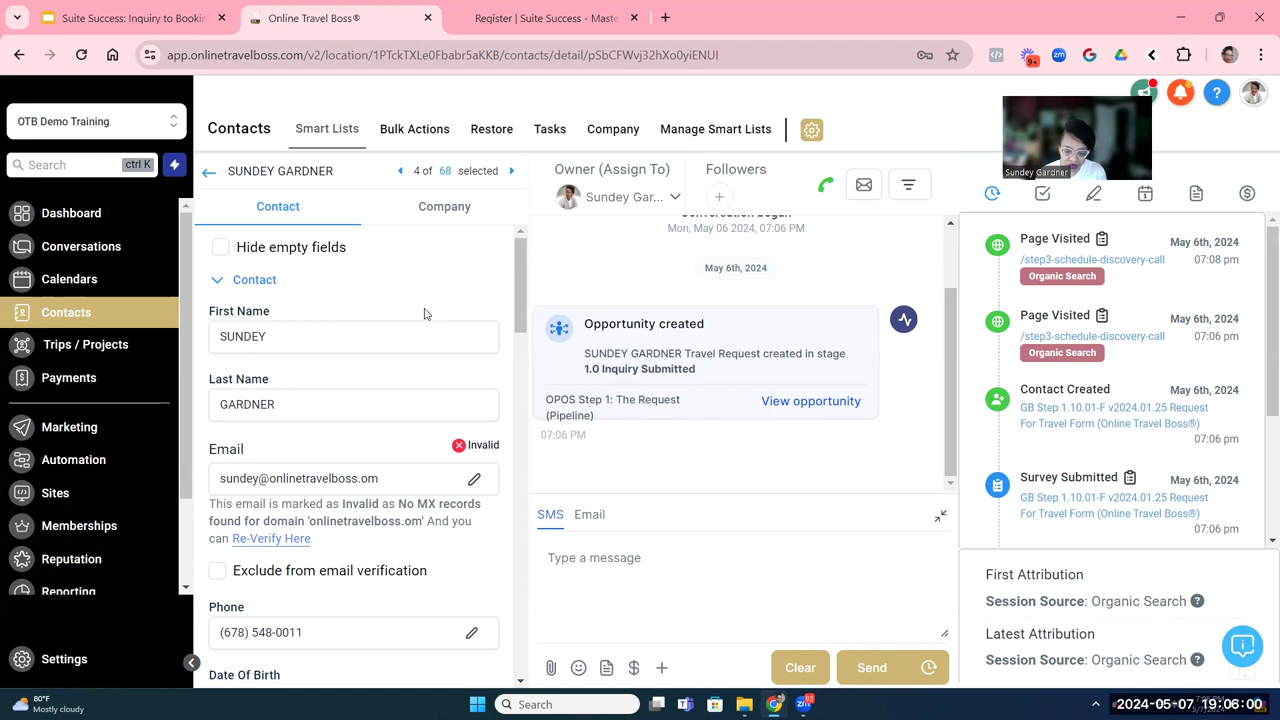 Suite Success: Inquiry to Bookin
Online Travel Boss®
Register | Suite Success - Maste
app.onlinetravelboss.com/v2/location/1PTckTXLe0Fbabr5aKKB/contacts/detail/pSbCFWvj32hXo0yiENUI
9+
OTB Demo Training
Search
ctrl K
Dashboard
Conversations
Calendars
Contacts
Trips / Projects
Payments
Marketing
Automation
Sites
Memberships
Reputation
Reporting
Settings
Contacts
Smart Lists
Bulk Actions
Restore
Tasks
Company
Manage Smart Lists
SUNDEY GARDNER
4 of 68 selected
Contact
Company
Hide empty fields
Contact
First Name
SUNDEY
Last Name
GARDNER
Email
Invalid
sundey@onlinetravelboss.om
This email is marked as Invalid as No MX records
found for domain 'onlinetravelboss.om' And you
can Re-Verify Here
Exclude from email verification
Phone
(678) 548-0011
Date Of Birth
Owner (Assign To)
Sundey Gar...
Followers
Conversation began
Mon, May 06 2024, 07:06 PM
May 6th, 2024
Opportunity created
SUNDEY GARDNER Travel Request created in stage
1.0 Inquiry Submitted
OPOS Step 1: The Request
(Pipeline)
View opportunity
07:06 PM
SMS
Email
Type a message
Clear
Send
Sundey Gardner
Page Visited
May 6th, 2024
/step3-schedule-discovery-call
07:08 pm
Organic Search
Page Visited
May 6th, 2024
/step3-schedule-discovery-call
07:06 pm
Organic Search
Contact Created
May 6th, 2024
GB Step 1.10.01-F v2024.01.25 Request
For Travel Form (Online Travel Boss®)
07:06 pm
Survey Submitted
May 6th, 2024
GB Step 1.10.01-F v2024.01.25 Request
For Travel Form (Online Travel Boss®)
07:06 pm
First Attribution
Session Source: Organic Search
Latest Attribution
Session Source: Organic Search
80°F
Mostly cloudy
Search
2024-05-07 19:06:00